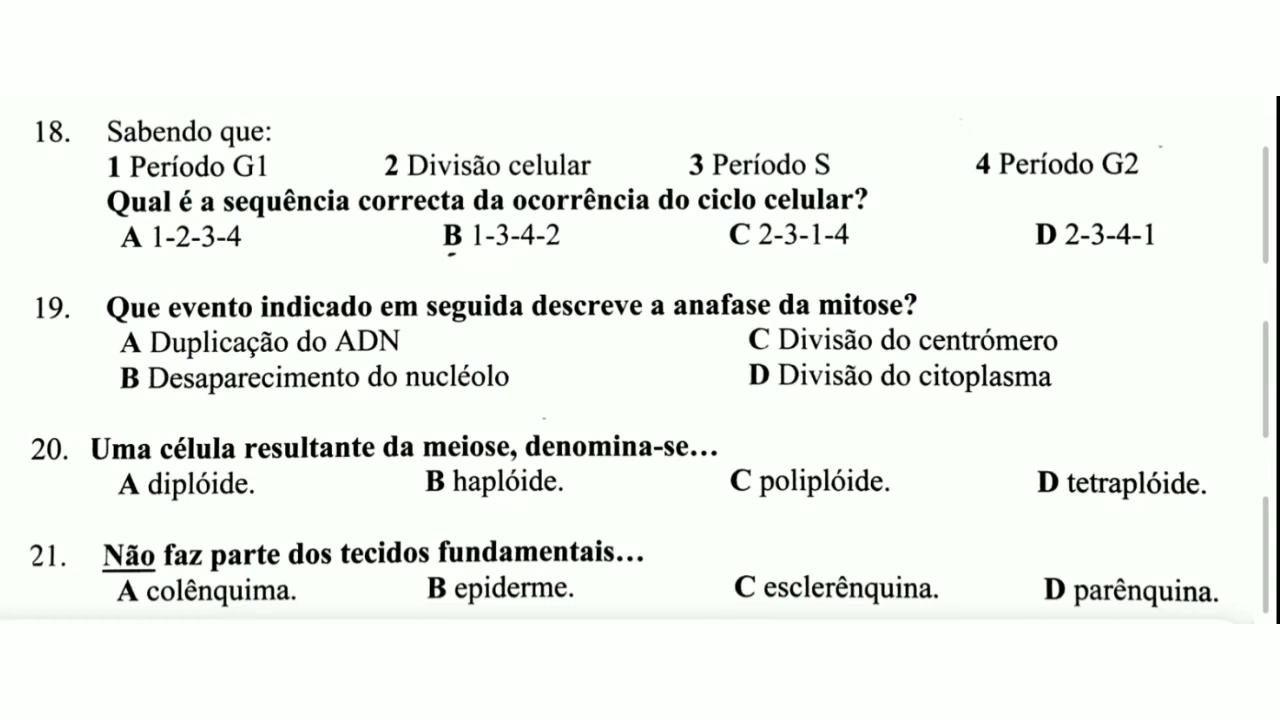 18. Sabendo que:
1 Período G1 2 Divisão celular 3 Período S 4 Período G2
Qual é a sequência correcta da ocorrência do ciclo celular?
A 1-2-3-4 B 1-3-4-2 C 2-3-1-4 D 2-3-4-1
19. Que evento indicado em seguida descreve a anafase da mitose?
A Duplicação do ADN C Divisão do centrómero
B Desaparecimento do nucléolo D Divisão do citoplasma
20. Uma célula resultante da meiose, denomina-se...
A diplóide. B haplóide. C poliplóide. D tetraplóide.
21. Não faz parte dos tecidos fundamentais...
A colênquima. B epiderme. C esclerênquina. D parênquina.